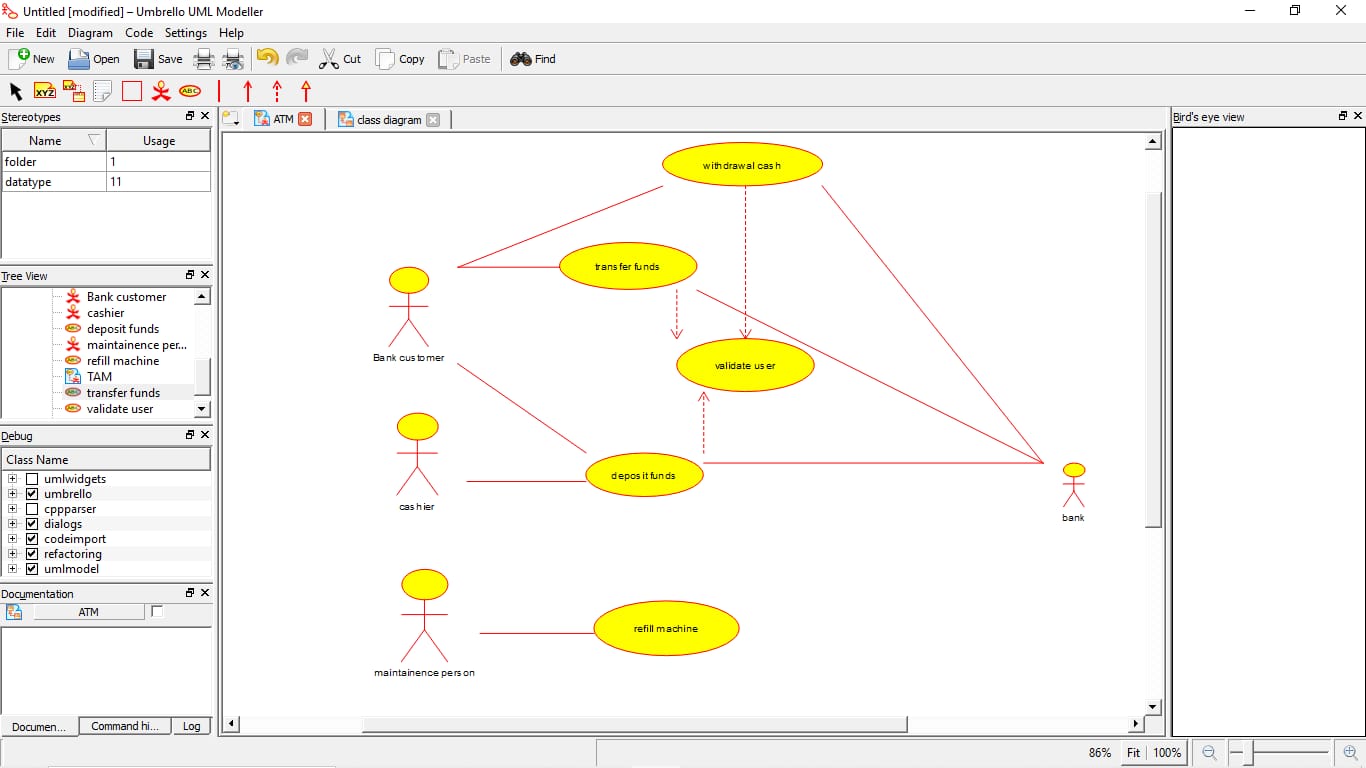 Untitled [modified] – Umbrello UML Modeller
File Edit Diagram Code Settings Help
New Open Save Cut Copy Paste Find
XYZ XYZ ABC
Stereotypes
Name Usage
folder 1
datatype 11
Tree View
Bank customer
cashier
deposit funds
maintainence per...
refill machine
TAM
transfer funds
validate user
Debug
Class Name
umlwidgets
umbrello
cppparser
dialogs
codeimport
refactoring
umlmodel
Documentation
ATM
Documen... Command hi... Log
ATM class diagram
withdrawal cash
transfer funds
Bank customer
validate user
cashier
deposit funds
bank
maintainence person
refill machine
Bird's eye view
86% Fit 100%